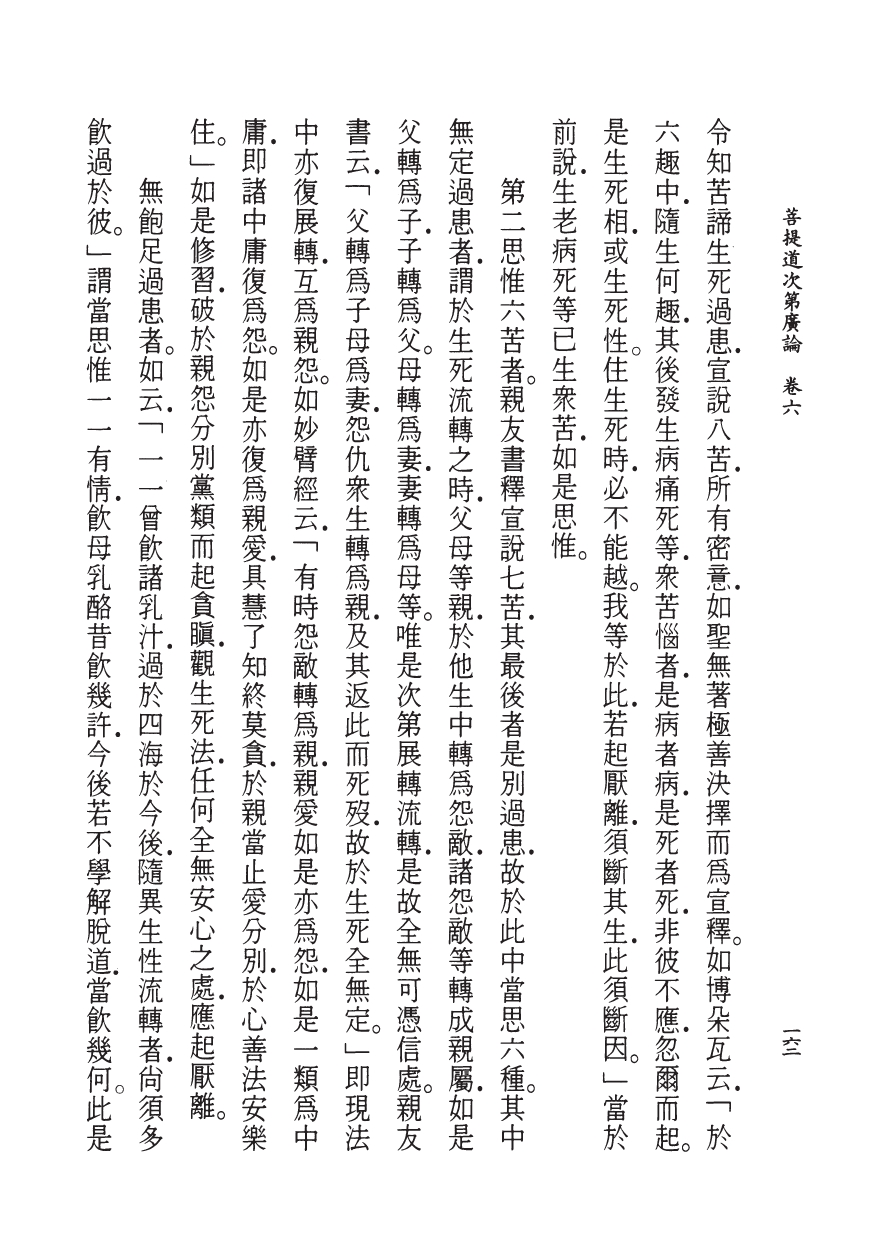 菩提道次第廣論　卷六
一六二
令知苦諦生死過患．宣說八苦．所有密意．如聖無著極善決擇而爲宣釋。如博朵瓦云．「於
六趣中．隨生何趣．其後發生病痛死等．衆苦惱者．是病者病．是死者死．非彼不應．忽爾而起。
是生死相．或生死性。住生死時．必不能越。我等於此．若起厭離．須斷其生．此須斷因。」當於
前說．生老病死等已生衆苦．如是思惟。
第二思惟六苦者。親友書釋宣說七苦．其最後者是別過患．故於此中當思六種。其中
無定過患者．謂於生死流轉之時．父母等親．於他生中轉爲怨敵．諸怨敵等轉成親屬．如是
父轉爲子．子轉爲父。母轉爲妻．妻轉爲母等。唯是次第展轉流轉．是故全無可憑信處。親友
書云．「父轉爲子母爲妻．怨仇衆生轉爲親．及其返此而死歿．故於生死全無定。」即現法
中亦復展轉．互爲親怨。如妙臂經云．「有時怨敵轉爲親．親愛如是亦爲怨．如是一類爲中
庸．即諸中庸復爲怨。如是亦復爲親愛．具慧了知終莫貪．於親當止愛分別．於心善法安樂
住。」如是修習．破於親怨分別黨類而起貪瞋．觀生死法．任何全無安心之處．應起厭離。
無飽足過患者。如云．「一一曾飲諸乳汁．過於四海於今後．隨異生性流轉者．尙須多
飲過於彼。」謂當思惟一一有情．飲母乳酪昔飲幾許．今後若不學解脫道．當飲幾何。此是